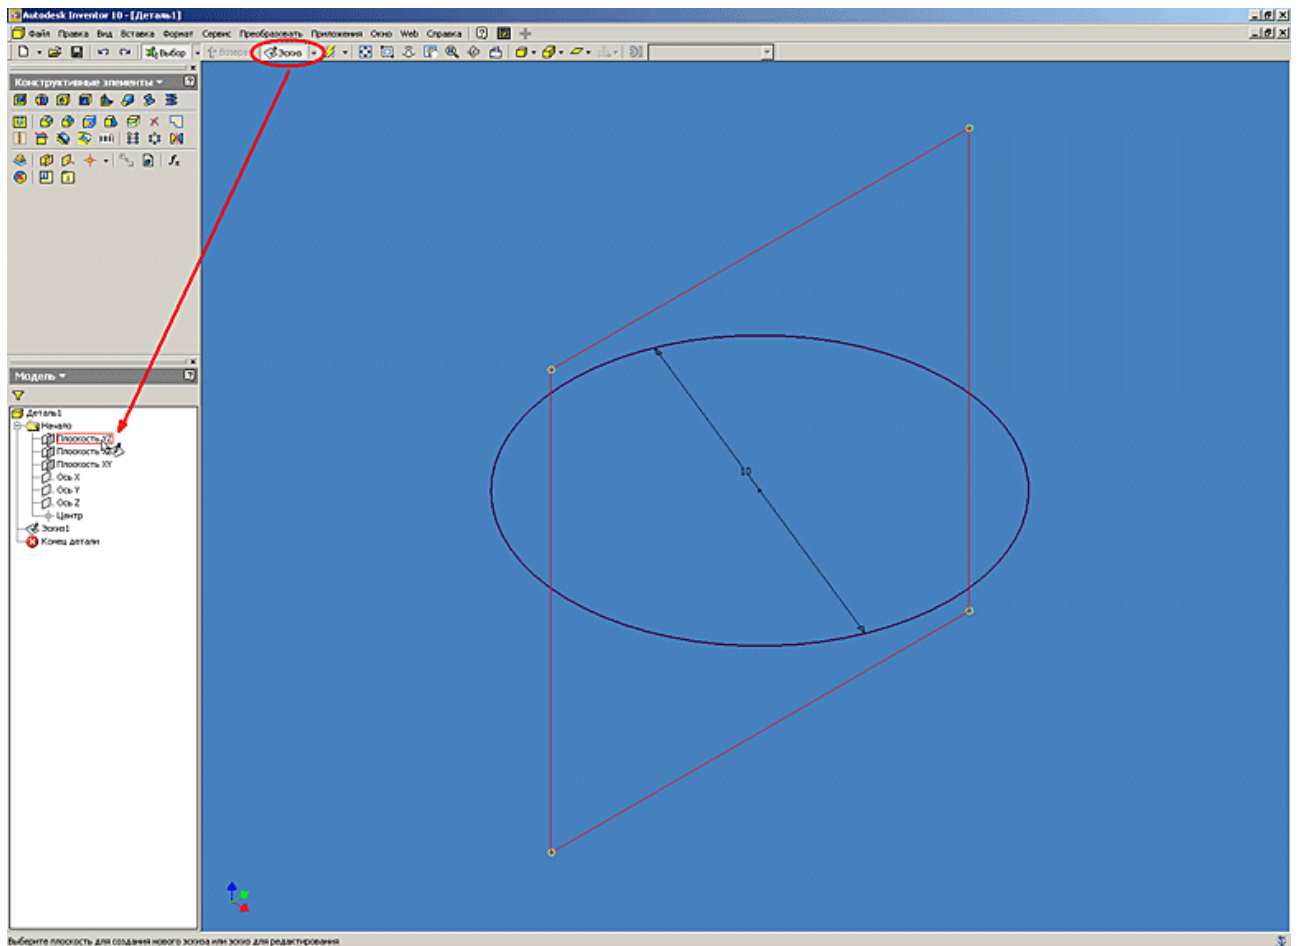 Autodesk Inventor 10 - [Деталь1]
Файл Правка Вид Вставка Формат Сервис Преобразовать Приложения Окно Web Справка
Выбор Возврат Эскиз
Конструктивные элементы
Модель
Деталь1
Начало
Плоскость YZ
Плоскость
Плоскость XY
Ось X
Ось Y
Ось Z
Центр
Эскиз1
Конец детали
10
Выберите плоскость для создания нового эскиза или эскиз для редактирования